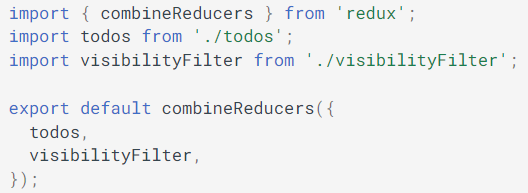 import { combineReducers } from 'redux';
import todos from './todos';
import visibilityFilter from './visibilityFilter';

export default combineReducers({
  todos,
  visibilityFilter,
});